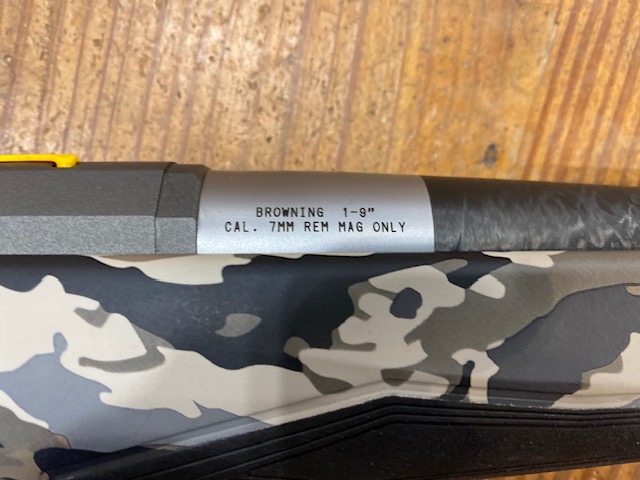 BROWNING 1-9"
CAL. 7MM REM MAG ONLY